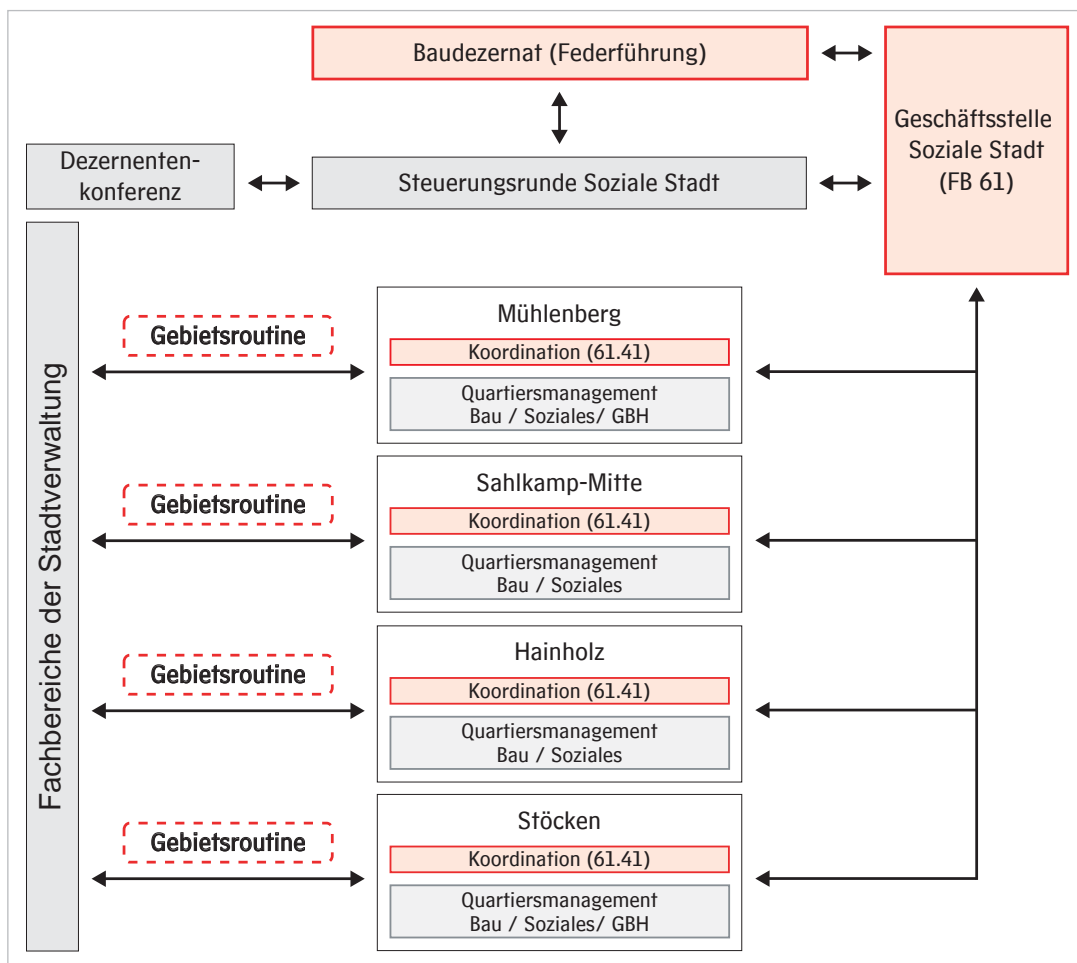 Baudezernat (Federführung)
Geschäftsstelle
Soziale Stadt
(FB 61)
Dezernenten-
konferenz
Steuerungsrunde Soziale Stadt
Fachbereiche der Stadtverwaltung
Gebietsroutine
Mühlenberg
Koordination (61.41)
Quartiersmanagement
Bau / Soziales/ GBH
Gebietsroutine
Sahlkamp-Mitte
Koordination (61.41)
Quartiersmanagement
Bau / Soziales
Gebietsroutine
Hainholz
Koordination (61.41)
Quartiersmanagement
Bau / Soziales
Gebietsroutine
Stöcken
Koordination (61.41)
Quartiersmanagement
Bau / Soziales/ GBH